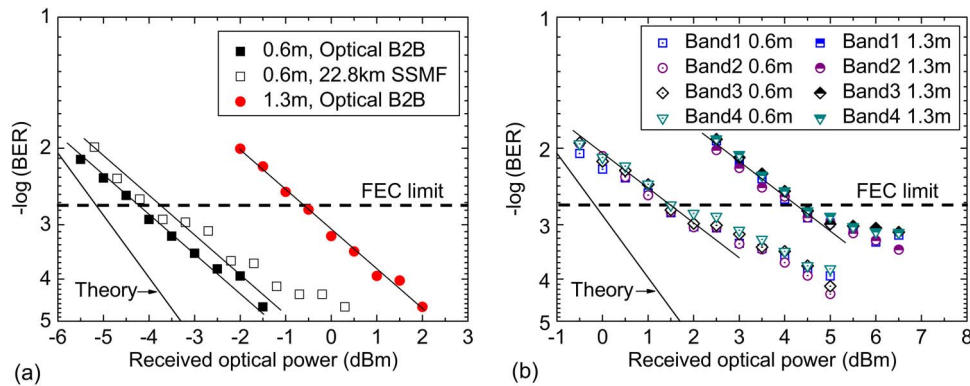 1
2
3
4
5
-log (BER)
0.6m, Optical B2B
0.6m, 22.8km SSMF
1.3m, Optical B2B
FEC limit
Theory
-6 -5 -4 -3 -2 -1 0 1 2 3
Received optical power (dBm)
(a)
1
2
3
4
5
-log (BER)
Band1 0.6m Band1 1.3m
Band2 0.6m Band2 1.3m
Band3 0.6m Band3 1.3m
Band4 0.6m Band4 1.3m
FEC limit
Theory
-1 0 1 2 3 4 5 6 7 8
Received optical power (dBm)
(b)